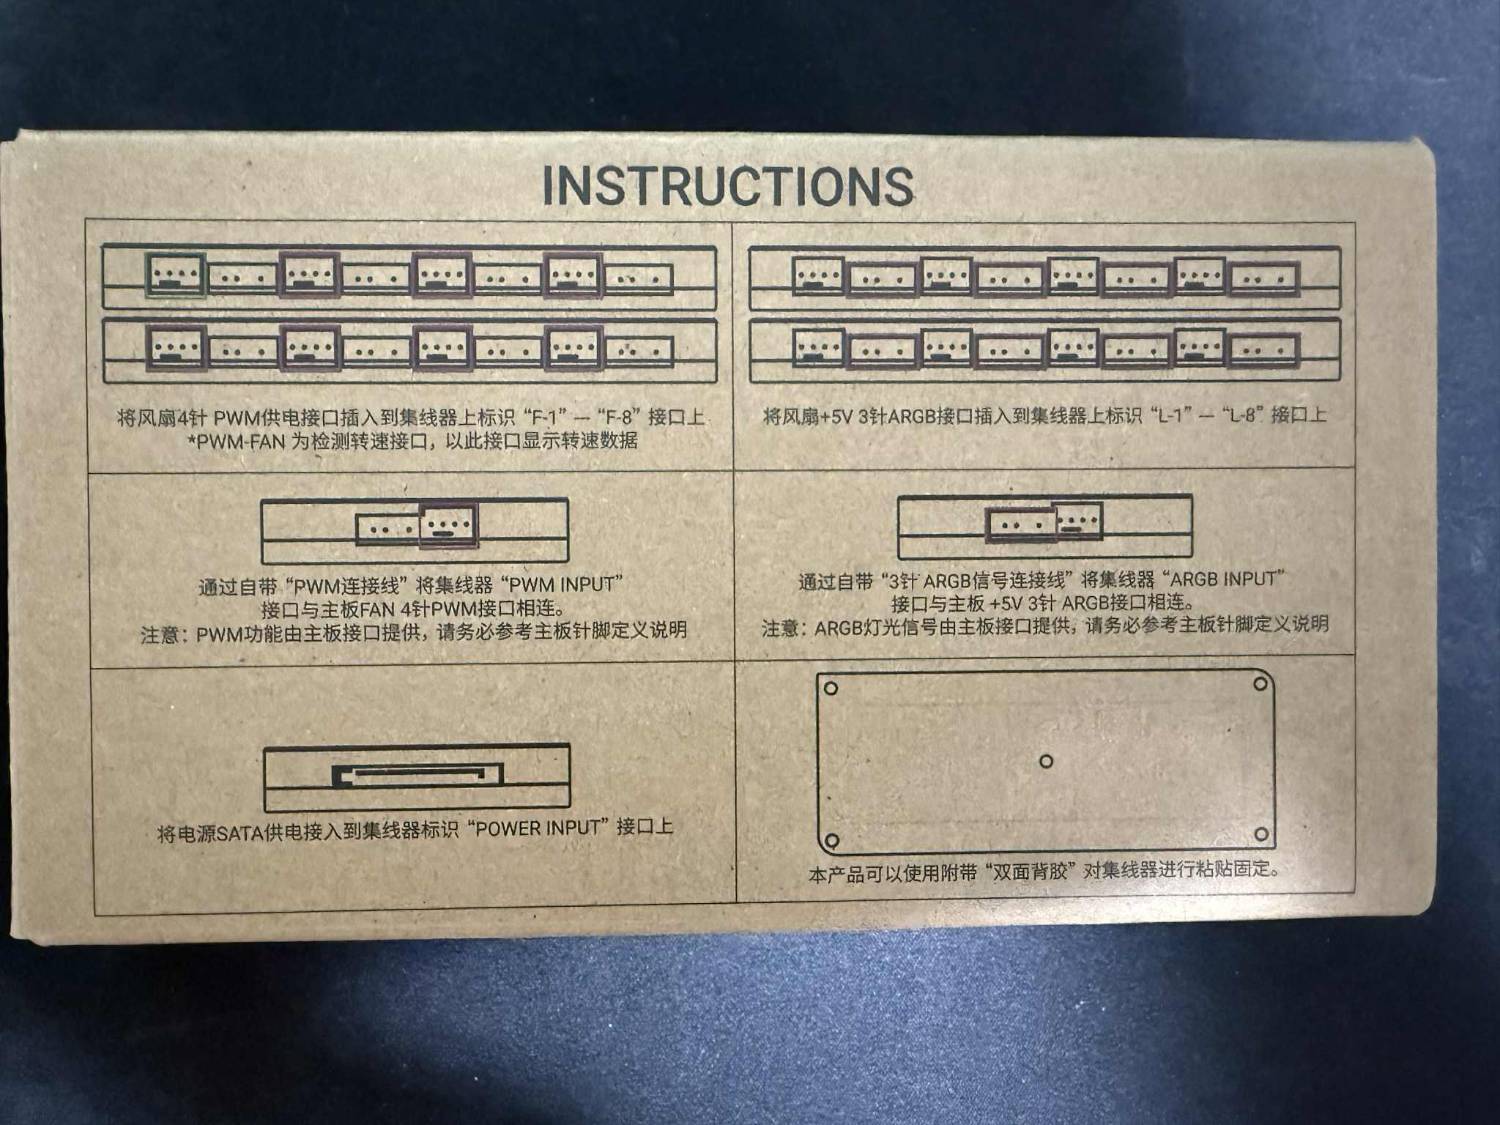 INSTRUCTIONS
将风扇4针 PWM供电接口插入到集线器上标识 “F-1” — “F-8” 接口上
*PWM-FAN 为检测转速接口，以此接口显示转速数据
将风扇+5V 3针ARGB接口插入到集线器上标识 “L-1” — “L-8” 接口上
通过自带 “PWM连接线” 将集线器 “PWM INPUT”
接口与主板FAN 4针PWM接口相连。
注意：PWM功能由主板接口提供，请务必参考主板针脚定义说明
通过自带 “3针 ARGB信号连接线” 将集线器 “ARGB INPUT”
接口与主板 +5V 3针 ARGB接口相连。
注意：ARGB灯光信号由主板接口提供，请务必参考主板针脚定义说明
将电源SATA供电接入到集线器标识 “POWER INPUT” 接口上
本产品可以使用附带 “双面背胶” 对集线器进行粘贴固定。